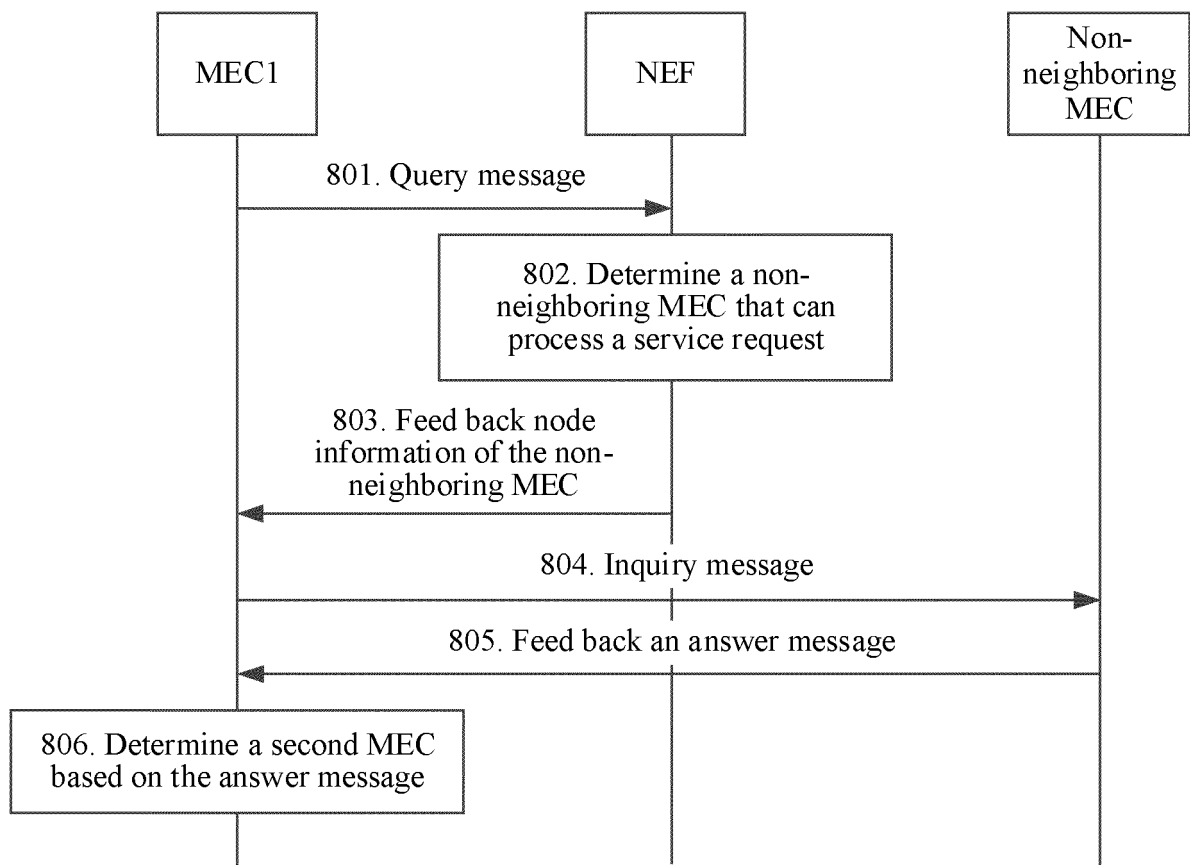 MEC1
NEF
Non-
neighboring
MEC
801. Query message
802. Determine a non-
neighboring MEC that can
process a service request
803. Feed back node
information of the non-
neighboring MEC
804. Inquiry message
805. Feed back an answer message
806. Determine a second MEC
based on the answer message